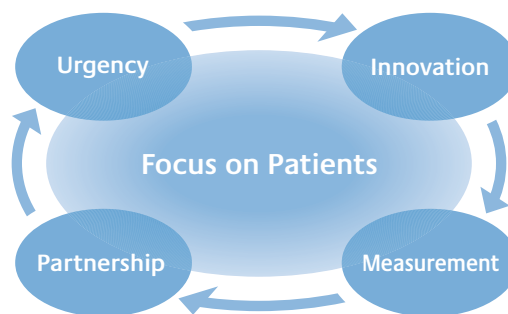 Urgency
Innovation
Focus on Patients
Partnership
Measurement